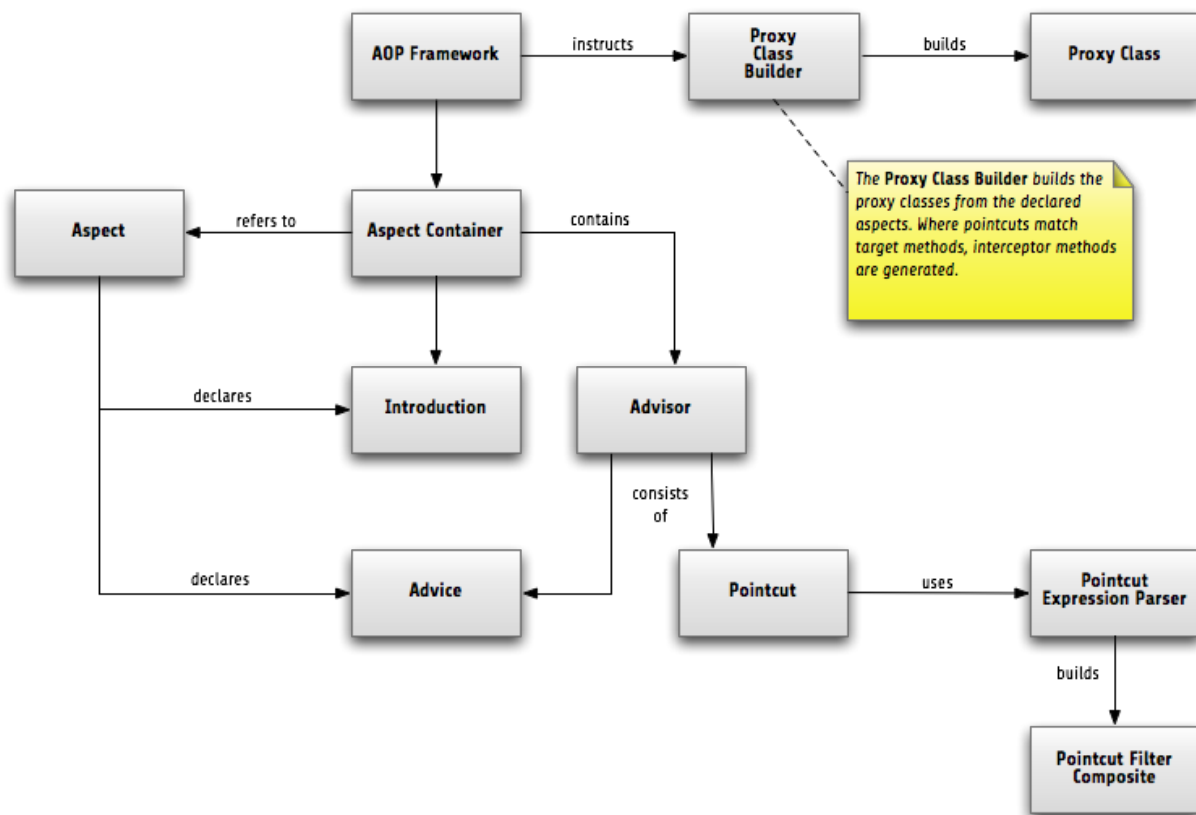 AOP Framework
instructs
Proxy
Class
Builder
builds
Proxy Class
The Proxy Class Builder builds the
proxy classes from the declared
aspects. Where pointcuts match
target methods, interceptor methods
are generated.
Aspect
refers to
Aspect Container
contains
declares
Introduction
Advisor
consists
of
declares
Advice
Pointcut
uses
Pointcut
Expression Parser
builds
Pointcut Filter
Composite